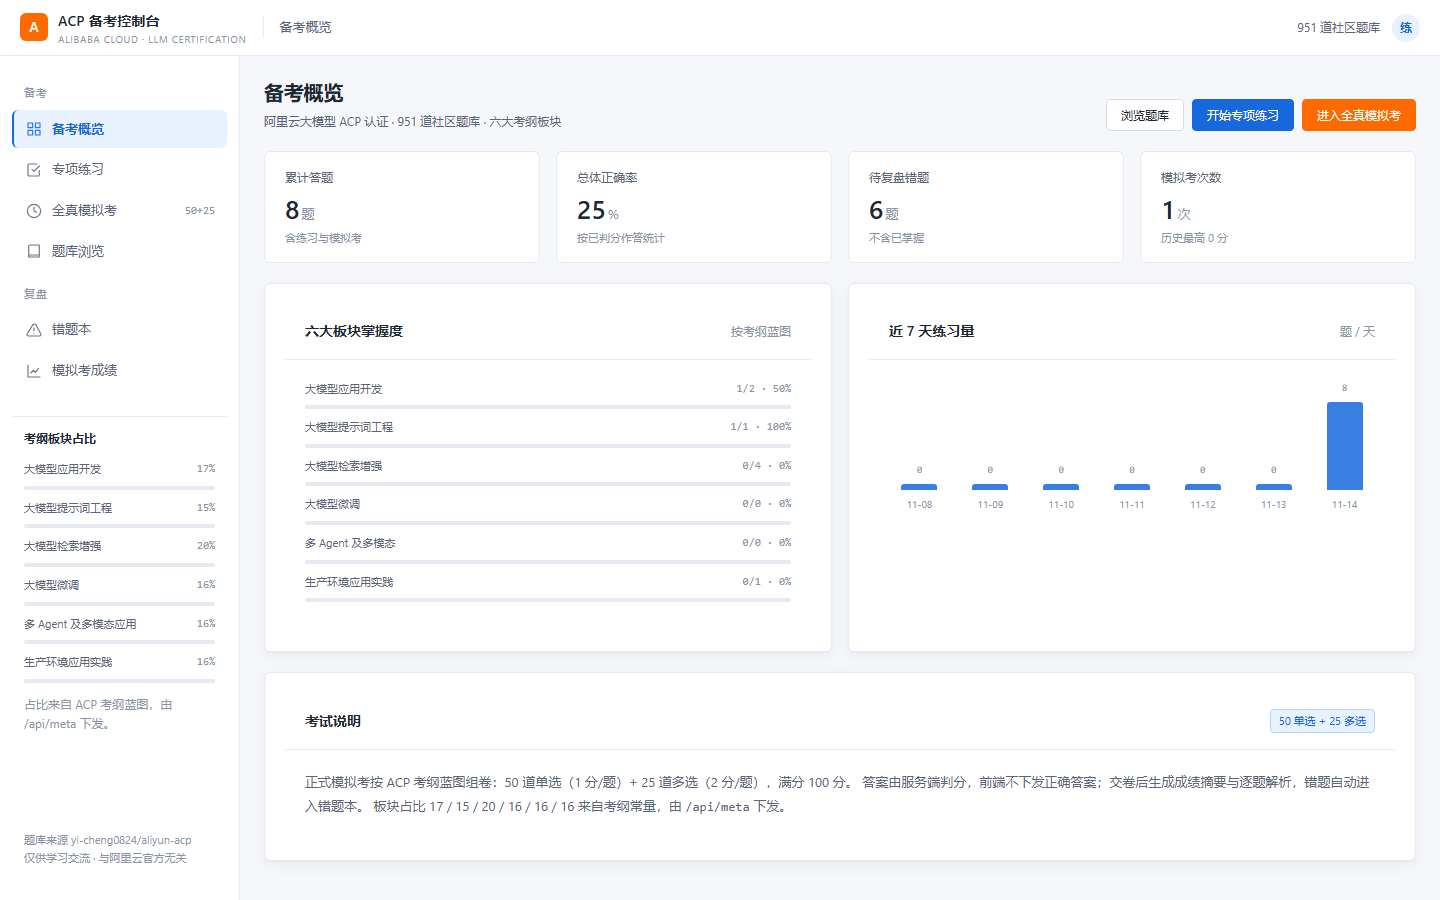 A
ACP 备考控制台
ALIBABA CLOUD · LLM CERTIFICATION
备考概览
951 道社区题库
练
备考
备考概览
专项练习
全真模拟考
50+25
题库浏览
复盘
错题本
模拟考成绩
考纲板块占比
大模型应用开发
17%
大模型提示词工程
15%
大模型检索增强
20%
大模型微调
16%
多 Agent 及多模态应用
16%
生产环境应用实践
16%
占比来自 ACP 考纲蓝图，由
/api/meta 下发。
题库来源 yi-cheng0824/aliyun-acp
仅供学习交流 · 与阿里云官方无关
备考概览
阿里云大模型 ACP 认证 · 951 道社区题库 · 六大考纲板块
浏览题库
开始专项练习
进入全真模拟考
累计答题
8 题
含练习与模拟考
总体正确率
25 %
按已判分作答统计
待复盘错题
6 题
不含已掌握
模拟考次数
1 次
历史最高 0 分
六大板块掌握度
按考纲蓝图
大模型应用开发
1/2 · 50%
大模型提示词工程
1/1 · 100%
大模型检索增强
0/4 · 0%
大模型微调
0/0 · 0%
多 Agent 及多模态
0/0 · 0%
生产环境应用实践
0/1 · 0%
近 7 天练习量
题 / 天
0
0
0
0
0
0
8
11-08
11-09
11-10
11-11
11-12
11-13
11-14
考试说明
50 单选 + 25 多选
正式模拟考按 ACP 考纲蓝图组卷：50 道单选（1 分/题）+ 25 道多选（2 分/题），满分 100 分。 答案由服务端判分，前端不下发正确答案；交卷后生成成绩摘要与逐题解析，错题自动进
入错题本。 板块占比 17 / 15 / 20 / 16 / 16 / 16 来自考纲常量，由 /api/meta 下发。